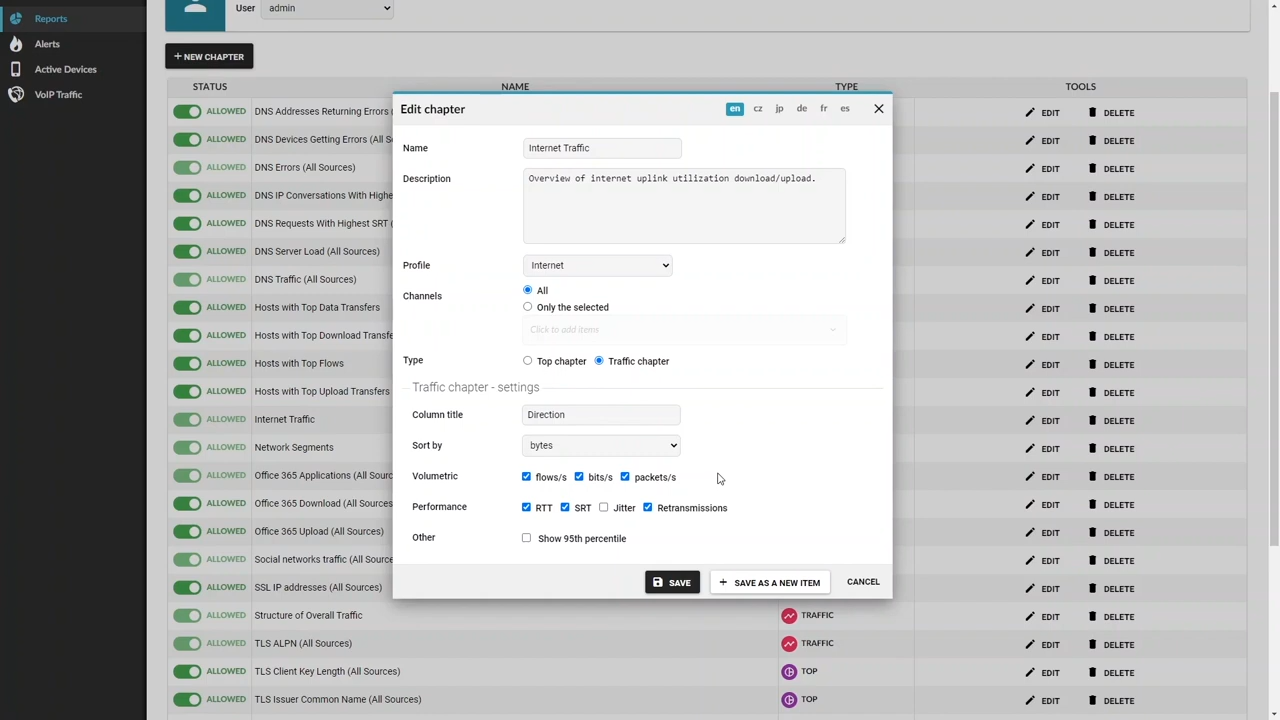 Reports
User admin
Alerts
Active Devices
VoIP Traffic
+ NEW CHAPTER
STATUS NAME TYPE TOOLS
Edit chapter en cz jp de fr es
ALLOWED DNS Addresses Returning Errors EDIT DELETE
ALLOWED DNS Devices Getting Errors (All S EDIT DELETE
ALLOWED DNS Errors (All Sources) EDIT DELETE
ALLOWED DNS IP Conversations With Highe EDIT DELETE
ALLOWED DNS Requests With Highest SRT ( EDIT DELETE
ALLOWED DNS Server Load (All Sources) EDIT DELETE
ALLOWED DNS Traffic (All Sources) EDIT DELETE
ALLOWED Hosts with Top Data Transfers EDIT DELETE
ALLOWED Hosts with Top Download Transfe EDIT DELETE
ALLOWED Hosts with Top Flows EDIT DELETE
ALLOWED Hosts with Top Upload Transfers EDIT DELETE
ALLOWED Internet Traffic EDIT DELETE
ALLOWED Network Segments EDIT DELETE
ALLOWED Office 365 Applications (All Sourc EDIT DELETE
ALLOWED Office 365 Download (All Sources) EDIT DELETE
ALLOWED Office 365 Upload (All Sources) EDIT DELETE
ALLOWED Social networks traffic (All Source EDIT DELETE
ALLOWED SSL IP addresses (All Sources) EDIT DELETE
ALLOWED Structure of Overall Traffic TRAFFIC EDIT DELETE
ALLOWED TLS ALPN (All Sources) TRAFFIC EDIT DELETE
ALLOWED TLS Client Key Length (All Sources) TOP EDIT DELETE
ALLOWED TLS Issuer Common Name (All Sources) TOP EDIT DELETE
Name Internet Traffic
Description Overview of internet uplink utilization download/upload.
Profile Internet
Channels All
Only the selected
Click to add items
Type Top chapter Traffic chapter
Traffic chapter - settings
Column title Direction
Sort by bytes
Volumetric flows/s bits/s packets/s
Performance RTT SRT Jitter Retransmissions
Other Show 95th percentile
SAVE + SAVE AS A NEW ITEM CANCEL